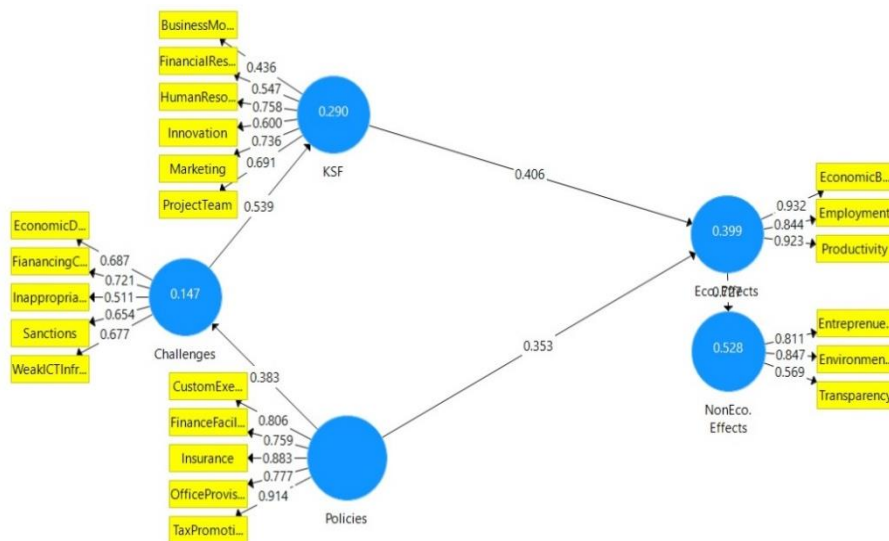 BusinessMo...
FinancialRes...
HumanReso...
Innovation
Marketing
ProjectTeam
0.436
0.547
0.758
0.600
0.736
0.691
0.290
KSF
0.539
0.406
EconomicD...
FianancingC...
Inappropria...
Sanctions
WeakICTInfr...
0.687
0.721
0.511
0.654
0.677
0.147
Challenges
0.383
0.353
CustomExe...
FinanceFacil...
Insurance
OfficeProvis...
TaxPromoti...
0.806
0.759
0.883
0.777
0.914
Policies
0.399
Eco. Effects
0.932
0.844
0.923
EconomicB...
Employment
Productivity
0.727
0.528
NonEco.
Effects
0.811
0.847
0.569
Entreprenue...
Environmen...
Transparency